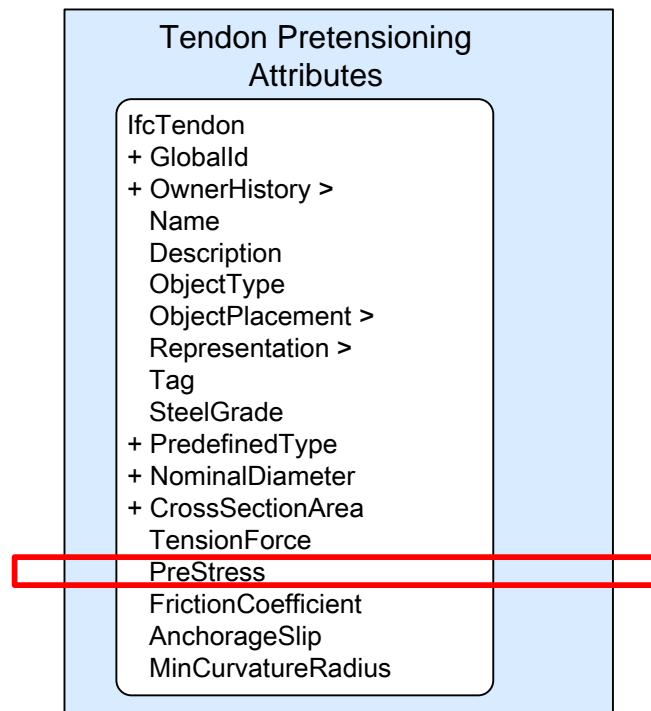 Tendon Pretensioning
Attributes
IfcTendon
+ GlobalId
+ OwnerHistory >
Name
Description
ObjectType
ObjectPlacement >
Representation >
Tag
SteelGrade
+ PredefinedType
+ NominalDiameter
+ CrossSectionArea
TensionForce
PreStress
FrictionCoefficient
AnchorageSlip
MinCurvatureRadius